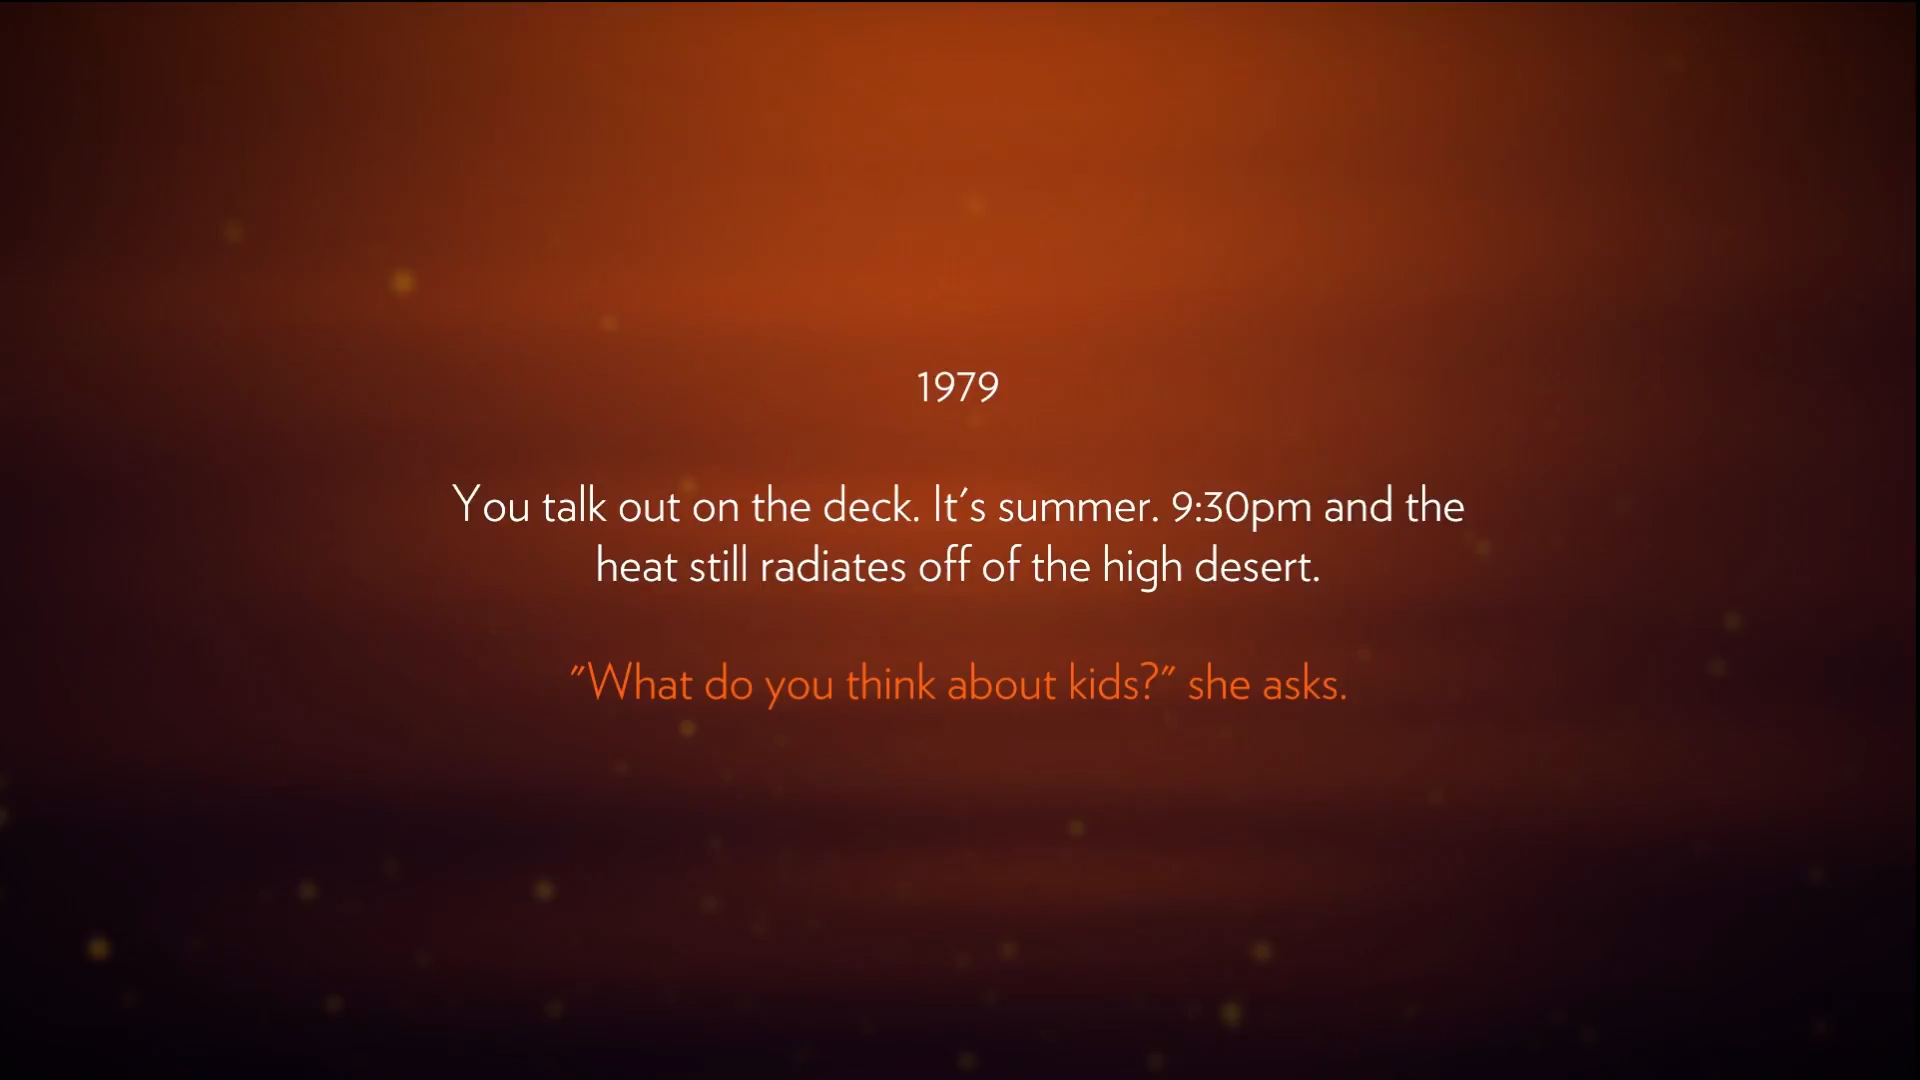 1979
You talk out on the deck. It's summer. 9:30pm and the
heat still radiates off of the high desert.
"What do you think about kids?" she asks.